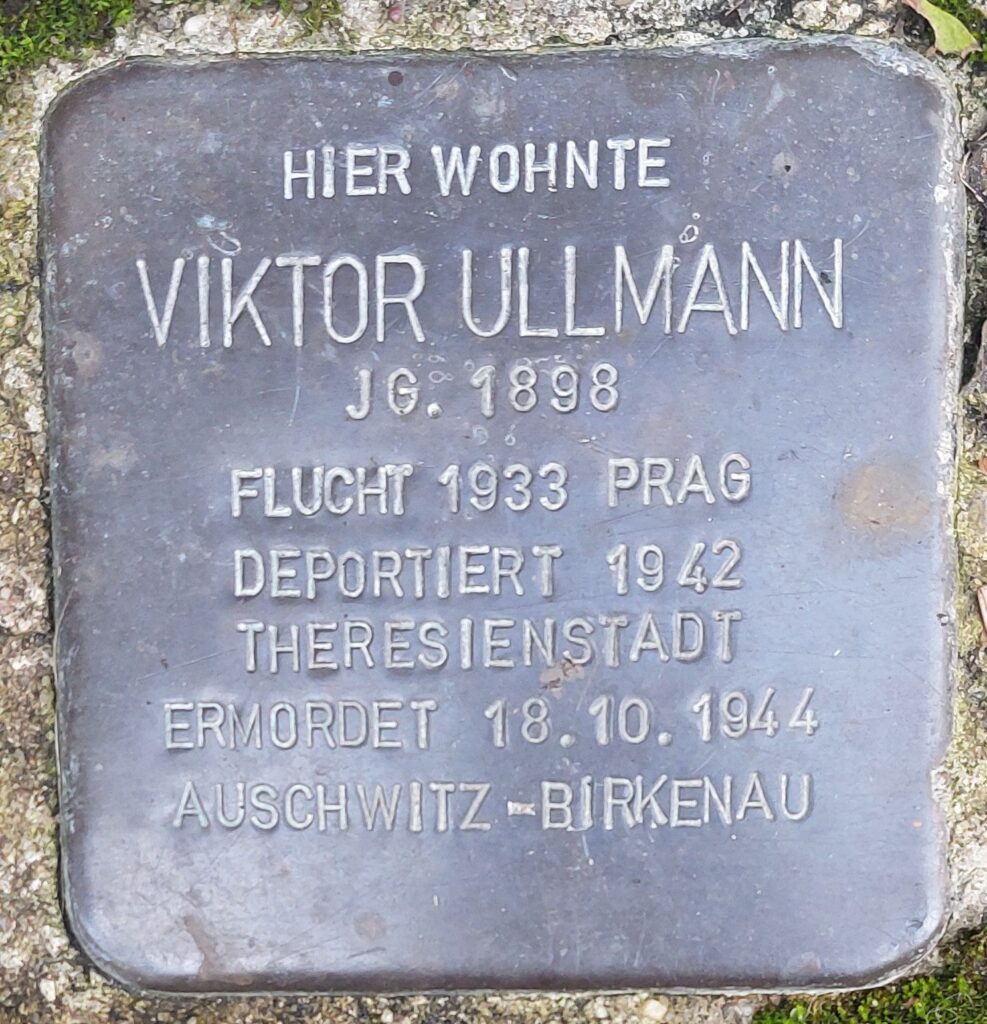 HIER WOHNTE
VIKTOR ULLMANN
JG. 1898
FLUCHT 1933 PRAG
DEPORTIERT 1942
THERESIENSTADT
ERMORDET 18.10.1944
AUSCHWITZ-BIRKENAU